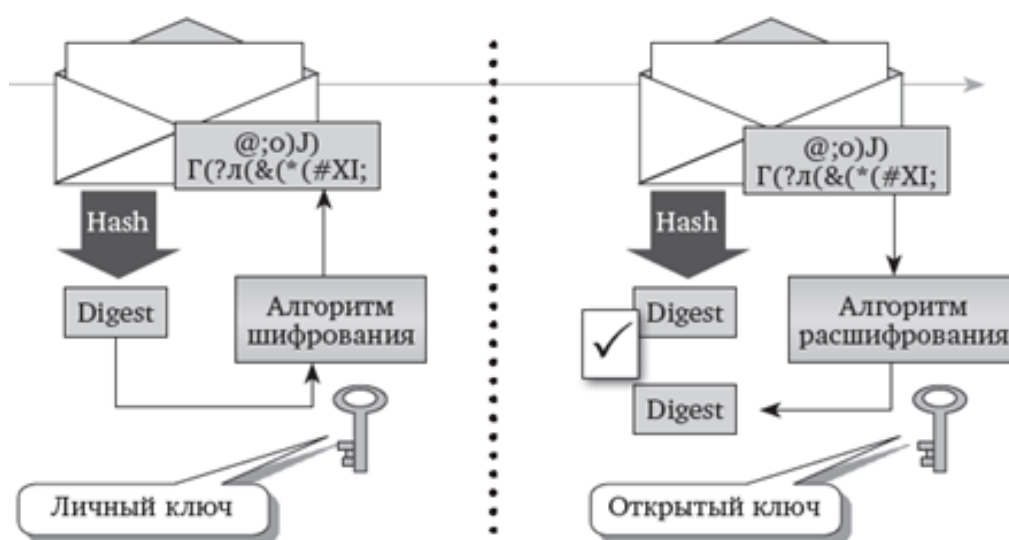 @;o)J)
Г(?л(&(*(#XI;
Hash
Digest
Алгоритм
шифрования
Личный ключ
@;o)J)
Г(?л(&(*(#XI;
Hash
Digest
Алгоритм
расшифрования
Digest
Открытый ключ